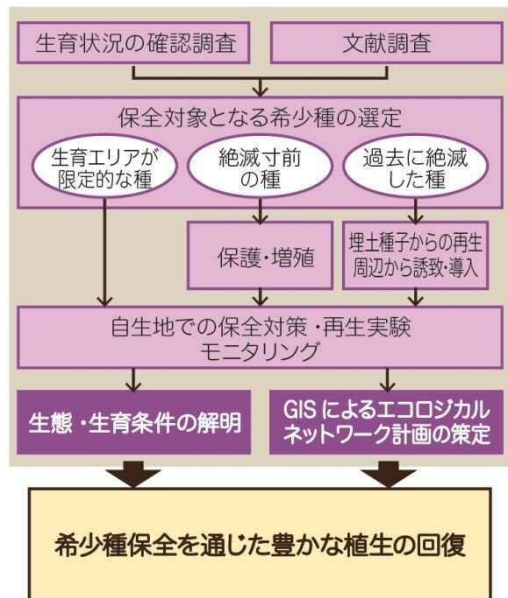 生育状況の確認調査
文献調査
保全対象となる希少種の選定
生育エリアが
限定的な種
絶滅寸前
の種
過去に絶滅
した種
保護・増殖
埋土種子からの再生
周辺から誘致・導入
自生地での保全対策・再生実験
モニタリング
生態・生育条件の解明
GISによるエコロジカル
ネットワーク計画の策定
希少種保全を通じた豊かな植生の回復